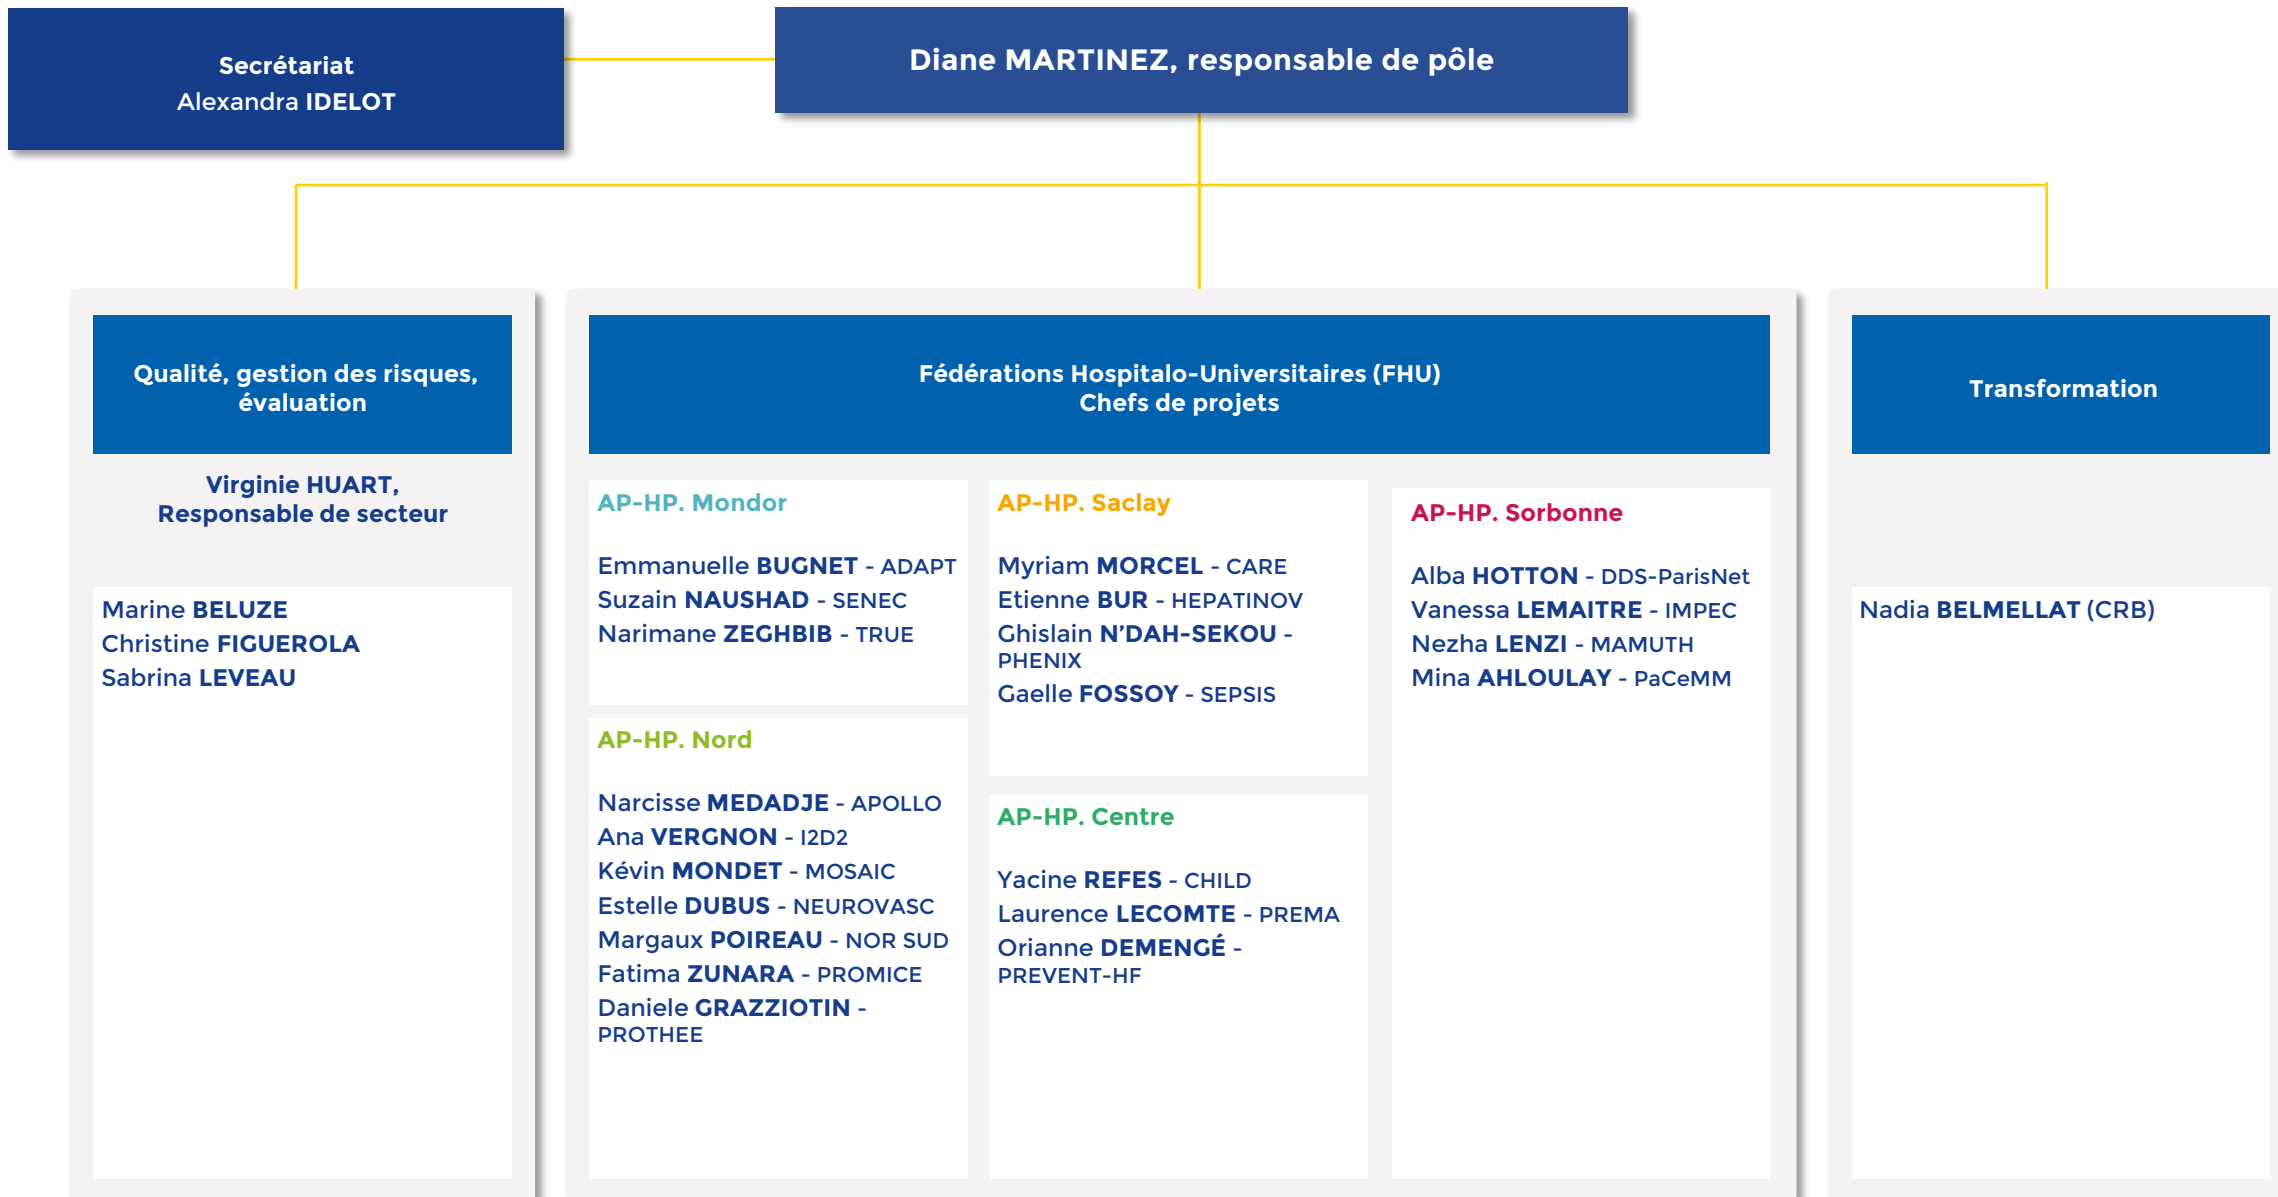 Secrétariat
Alexandra IDELOT
Diane MARTINEZ, responsable de pôle
Qualité, gestion des risques,
évaluation
Virginie HUART,
Responsable de secteur
Marine BELUZE
Christine FIGUEROLA
Sabrina LEVEAU
Fédérations Hospitalo-Universitaires (FHU)
Chefs de projets
AP-HP. Mondor
Emmanuelle BUGNET - ADAPT
Suzain NAUSHAD - SENEC
Narimane ZEGHBIB - TRUE
AP-HP. Nord
Narcisse MEDADJE - APOLLO
Ana VERGNON - I2D2
Kévin MONDET - MOSAIC
Estelle DUBUS - NEUROVASC
Margaux POIREAU - NOR SUD
Fatima ZUNARA - PROMICE
Daniele GRAZZIOTIN -
PROTHEE
AP-HP. Saclay
Myriam MORCEL - CARE
Etienne BUR - HEPATINOV
Ghislain N’DAH-SEKOU -
PHENIX
Gaelle FOSSOY - SEPSIS
AP-HP. Centre
Yacine REFES - CHILD
Laurence LECOMTE - PREMA
Orianne DEMENGÉ -
PREVENT-HF
AP-HP. Sorbonne
Alba HOTTON - DDS-ParisNet
Vanessa LEMAITRE - IMPEC
Nezha LENZI - MAMUTH
Mina AHLOULAY - PaCeMM
Transformation
Nadia BELMELLAT (CRB)